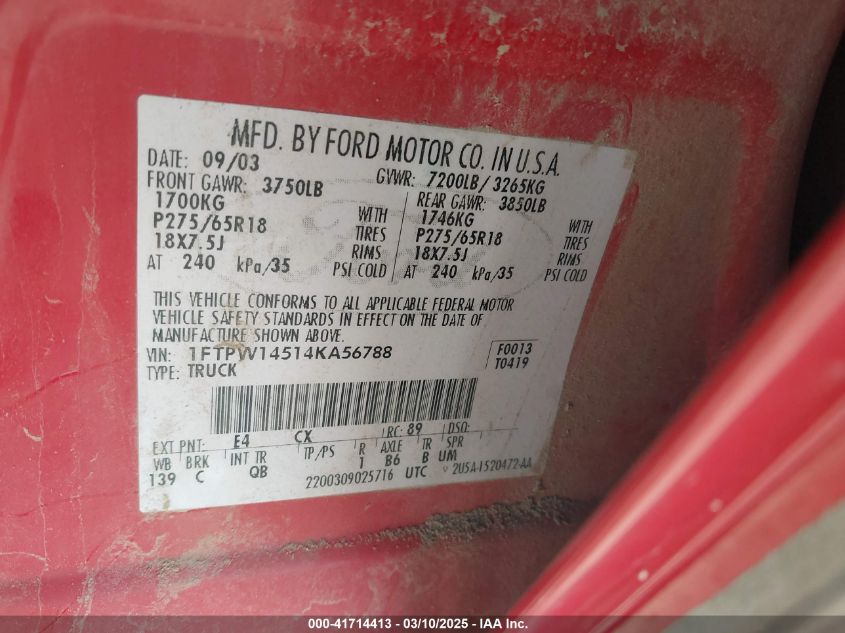 MFD. BY FORD MOTOR CO. IN U.S.A.
DATE: 09/03 GVWR: 7200LB / 3265KG
FRONT GAWR: 3750LB REAR GAWR: 3850LB
1700KG WITH 1746KG WITH
P275/65R18 TIRES P275/65R18 TIRES
18X7.5J RIMS 18X7.5J RIMS
AT 240 kPa/35 PSI COLD AT 240 kPa/35 PSI COLD
THIS VEHICLE CONFORMS TO ALL APPLICABLE FEDERAL MOTOR
VEHICLE SAFETY STANDARDS IN EFFECT ON THE DATE OF
MANUFACTURE SHOWN ABOVE.
VIN: 1FTPW14514KA56788 F0013
TYPE: TRUCK T0419
EXT PNT: E4 CX RC: 89 DSO:
WB BRK INT TR TP/PS R AXLE TR SPR
139 C QB 1 B6 B UM
2200309025716 UTC 2U5A-1520472-AA
000-41714413 - 03/10/2025 - IAA Inc.